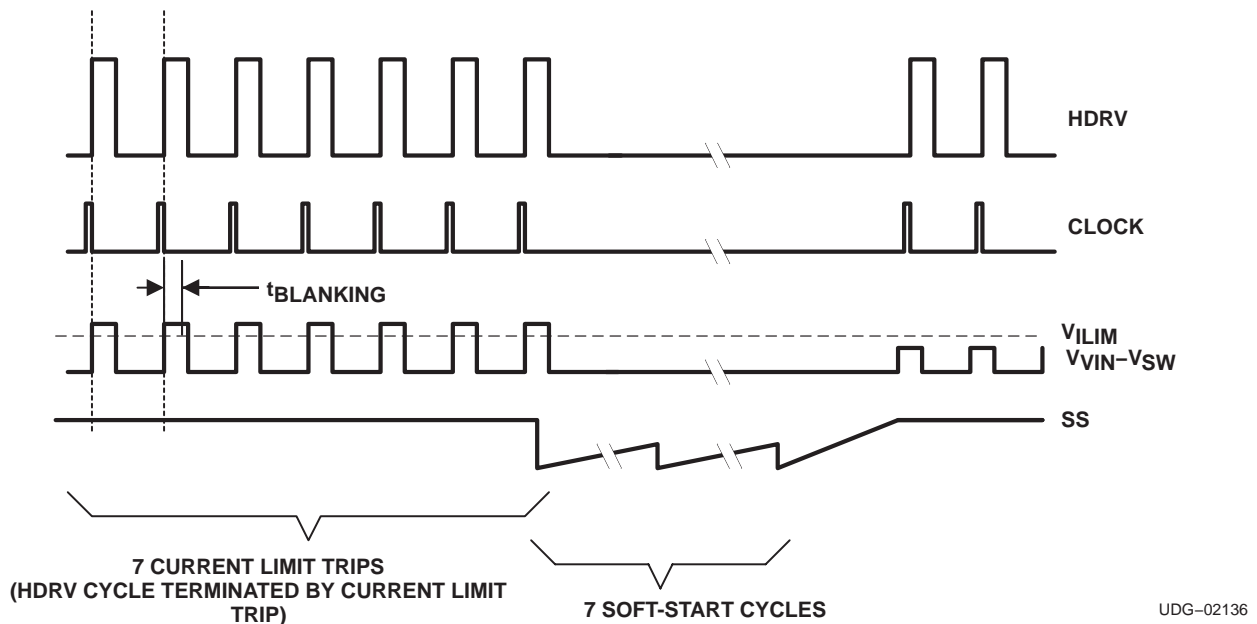 HDRV
CLOCK
tBLANKING
VILIM
VVIN–VSW
SS
7 CURRENT LIMIT TRIPS
(HDRV CYCLE TERMINATED BY CURRENT LIMIT
TRIP)
7 SOFT-START CYCLES
UDG–02136